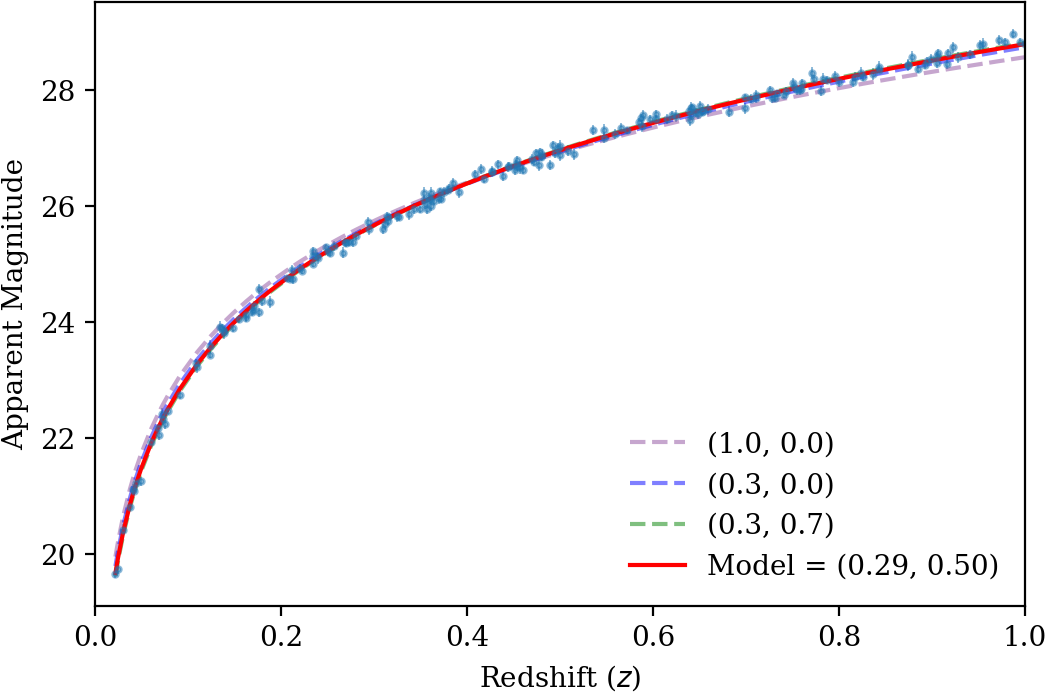 Apparent Magnitude
28
26
24
22
20
(1.0, 0.0)
(0.3, 0.0)
(0.3, 0.7)
Model = (0.29, 0.50)
0.0 0.2 0.4 0.6 0.8 1.0
Redshift (z)